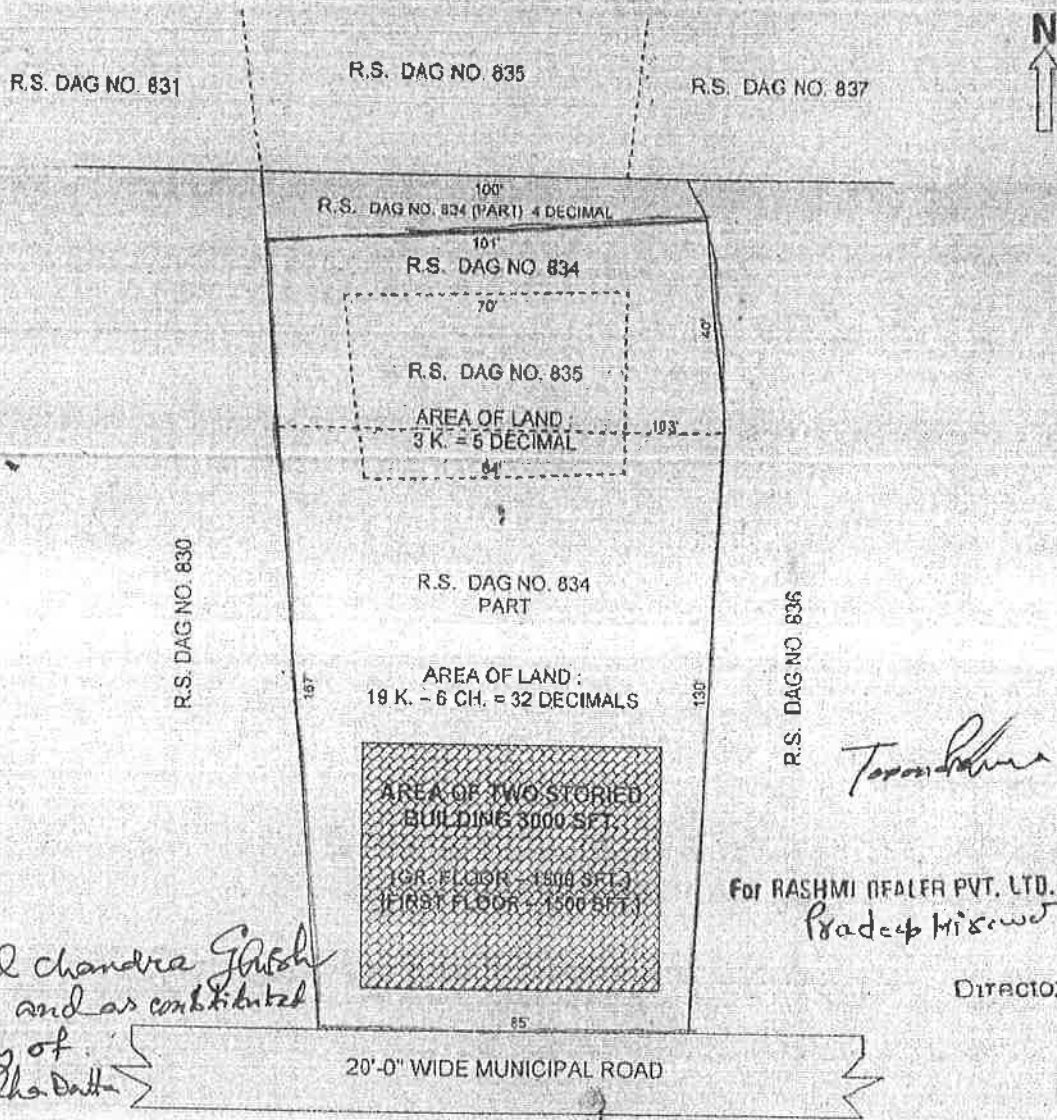 N
R.S. DAG NO. 831
R.S. DAG NO. 835
R.S. DAG NO. 837
100'
R.S. DAG NO. 834 (PART) 4 DECIMAL
101'
R.S. DAG NO 834
70'
40'
R.S. DAG NO. 835
AREA OF LAND :
3 K. = 5 DECIMAL
103'
64'
R.S. DAG NO. 830
R.S. DAG NO. 834
PART
R.S. DAG NO. 836
AREA OF LAND :
19 K. - 6 CH. = 32 DECIMALS
167'
130'
AREA OF TWO STORIED
BUILDING 3000 SFT.
(GR. FLOOR - 1500 SFT.)
(FIRST FLOOR - 1500 SFT.)
For RASHMI DEALER PVT. LTD.
Pradeep
Director
chandra Ghosh
and as constituted
of
Datta
85'
20'-0" WIDE MUNICIPAL ROAD